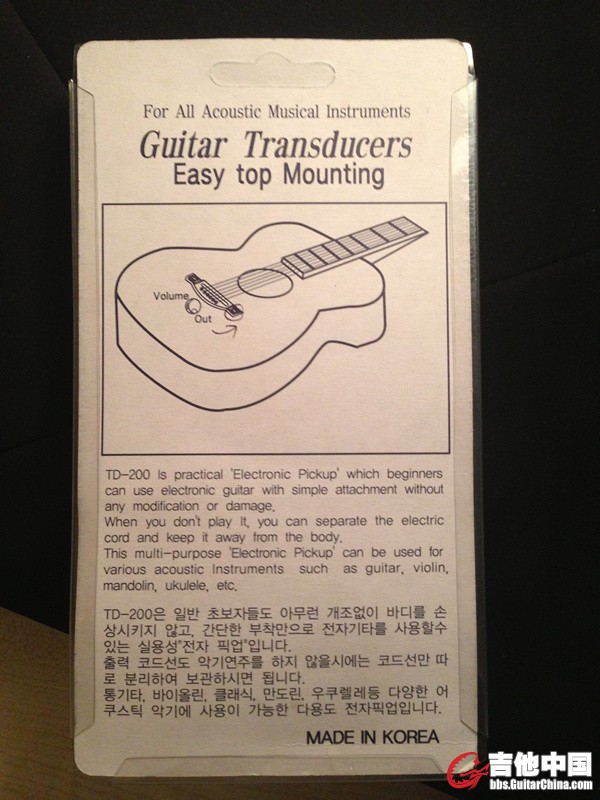 For All Acoustic Musical Instruments
Guitar Transducers
Easy top Mounting
Volume
Out
TD-200 Is practical 'Electronic Pickup' which beginners
can use electronic guitar with simple attachment without
any modification or damage.
When you don't play It, you can separate the electric
cord and keep it away from the body.
This multi-purpose 'Electronic Pickup' can be used for
various acoustic Instruments such as guitar, violin,
mandolin, ukulele, etc.
TD-200은 일반 초보자들도 아무런 개조없이 바디를 손
상시키지 않고, 간단한 부착만으로 전자기타를 사용할수
있는 실용성"전자 픽업"입니다.
출력 코드선도 악기연주를 하지 않을시에는 코드선만 따
로 분리하여 보관하시면 됩니다.
통기타, 바이올린, 클래식, 만도린, 우쿠렐레등 다양한 어
쿠스틱 악기에 사용이 가능한 다용도 전자픽업입니다.
MADE IN KOREA
吉他中国
bbs.GuitarChina.com